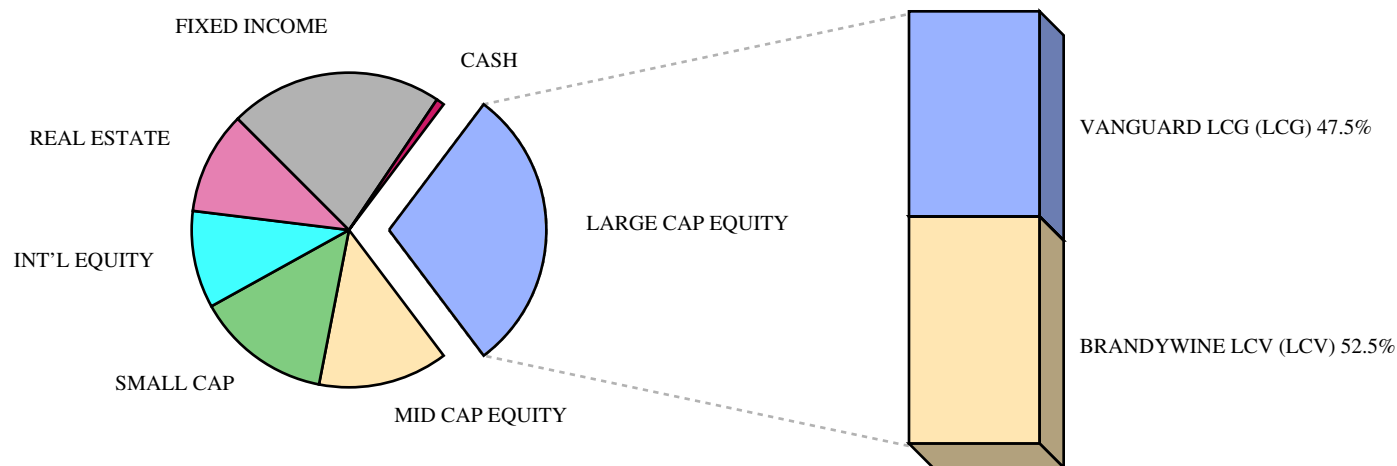 FIXED INCOME
CASH
REAL ESTATE
VANGUARD LCG (LCG) 47.5%
LARGE CAP EQUITY
INT'L EQUITY
BRANDYWINE LCV (LCV) 52.5%
SMALL CAP
MID CAP EQUITY